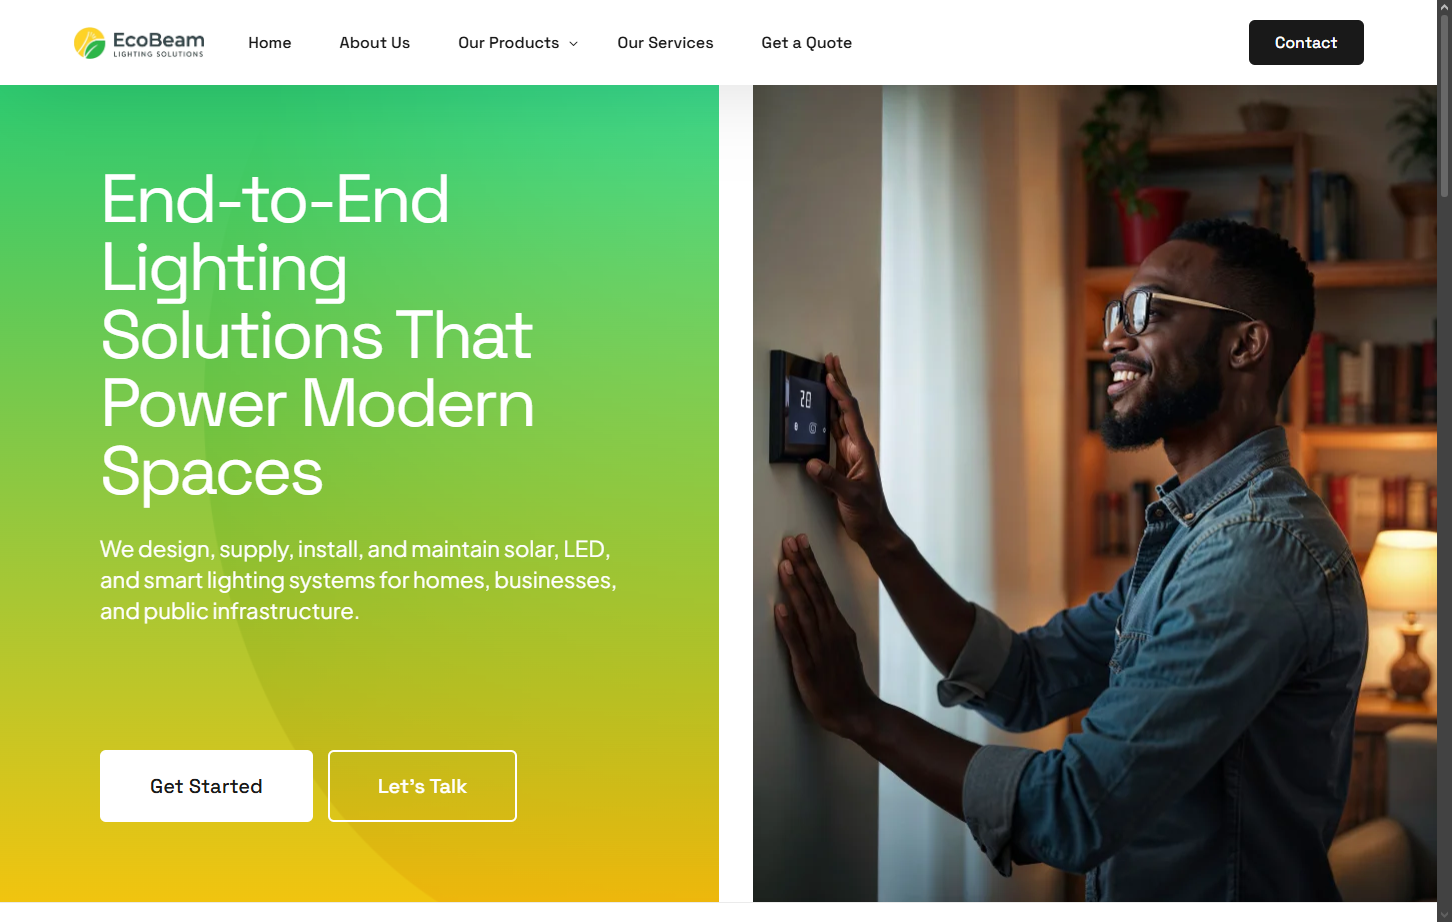 EcoBeam
LIGHTING SOLUTIONS
Home
About Us
Our Products
Our Services
Get a Quote
Contact
End-to-End
Lighting
Solutions That
Power Modern
Spaces
We design, supply, install, and maintain solar, LED,
and smart lighting systems for homes, businesses,
and public infrastructure.
Get Started
Let’s Talk
28